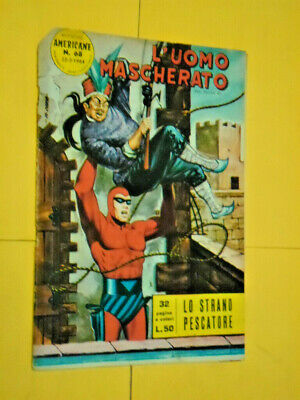 AMERICANE
N. 68
L'UOMO
MASCHERATO
32
pagine
a colori
L.50
LO STRANO
PESCATORE